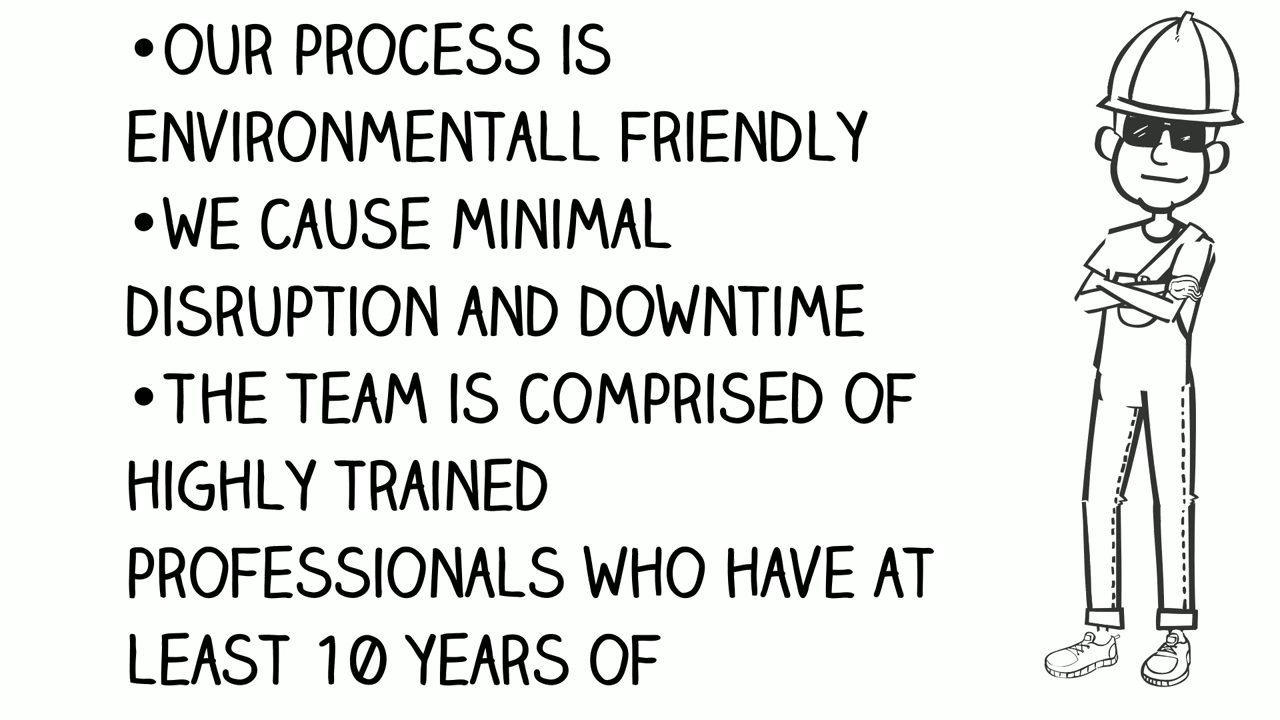 •OUR PROCESS IS
ENVIRONMENTALL FRIENDLY
•WE CAUSE MINIMAL
DISRUPTION AND DOWNTIME
•THE TEAM IS COMPRISED OF
HIGHLY TRAINED
PROFESSIONALS WHO HAVE AT
LEAST 10 YEARS OF